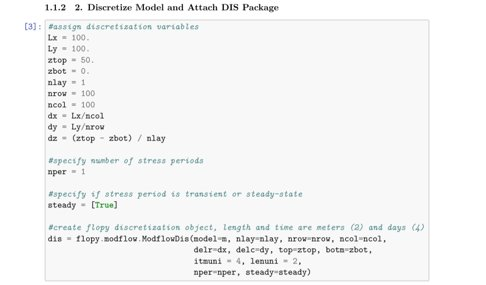 1.1.2 2. Discretize Model and Attach DIS Package
[3]: #assign discretization variables
Lx = 100.
Ly = 100.
ztop = 50.
zbot = 0.
nlay = 1
nrow = 100
ncol = 100
dx = Lx/ncol
dy = Ly/nrow
dz = (ztop - zbot) / nlay

#specify number of stress periods
nper = 1

#specify if stress period is transient or steady-state
steady = [True]

#create flopy discretization object, length and time are meters (2) and days (4)
dis = flopy.modflow.ModflowDis(model=m, nlay=nlay, nrow=nrow, ncol=ncol,
                               delr=dx, delc=dy, top=ztop, botm=zbot,
                               itmuni = 4, lenuni = 2,
                               nper=nper, steady=steady)